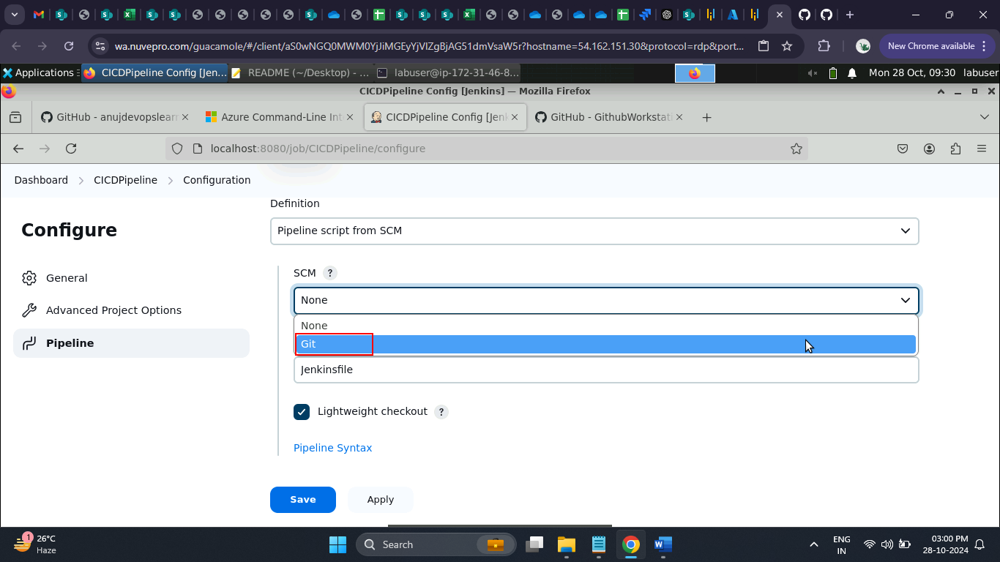 wa.nuvepro.com/guacamole/#/client/aS0wNGQ0MWM0YjJiMGEyYjVlZgBjAG51dmVsaW5r?hostname=54.162.151.30&protocol=rdp&port...
New Chrome available
Applications
CICDPipeline Config [Jen...
README (~/Desktop) - ...
labuser@ip-172-31-46-8...
Mon 28 Oct, 09:30
labuser
CICDPipeline Config [Jenkins] — Mozilla Firefox
GitHub - anujdevopslearn
Azure Command-Line Int
CICDPipeline Config [Jenk
GitHub - GithubWorkstati
localhost:8080/job/CICDPipeline/configure
Dashboard
CICDPipeline
Configuration
Configure
General
Advanced Project Options
Pipeline
Definition
Pipeline script from SCM
SCM ?
None
None
Git
Jenkinsfile
Lightweight checkout ?
Pipeline Syntax
Save
Apply
1
26°C
Haze
Search
ENG
IN
03:00 PM
28-10-2024